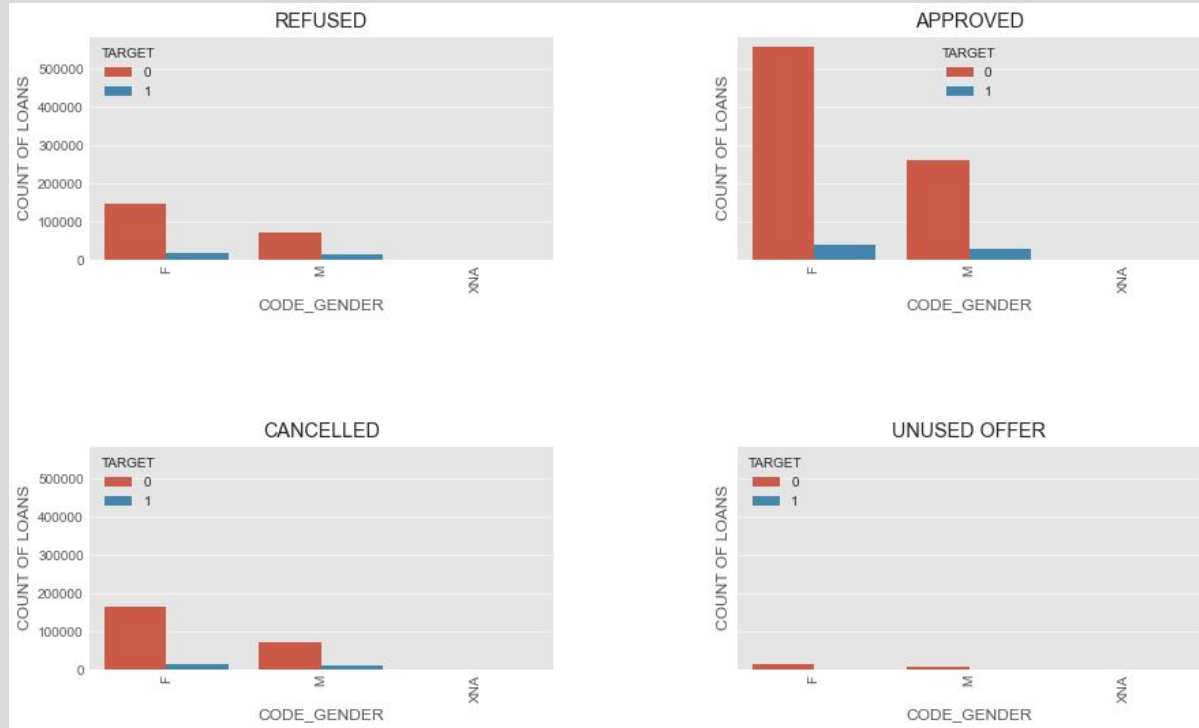 REFUSED
TARGET
0
1
COUNT OF LOANS
500000
400000
300000
200000
100000
0
F
M
XNA
CODE_GENDER
APPROVED
TARGET
0
1
COUNT OF LOANS
F
M
XNA
CODE_GENDER
CANCELLED
TARGET
0
1
COUNT OF LOANS
500000
400000
300000
200000
100000
0
F
M
XNA
CODE_GENDER
UNUSED OFFER
TARGET
0
1
COUNT OF LOANS
F
M
XNA
CODE_GENDER